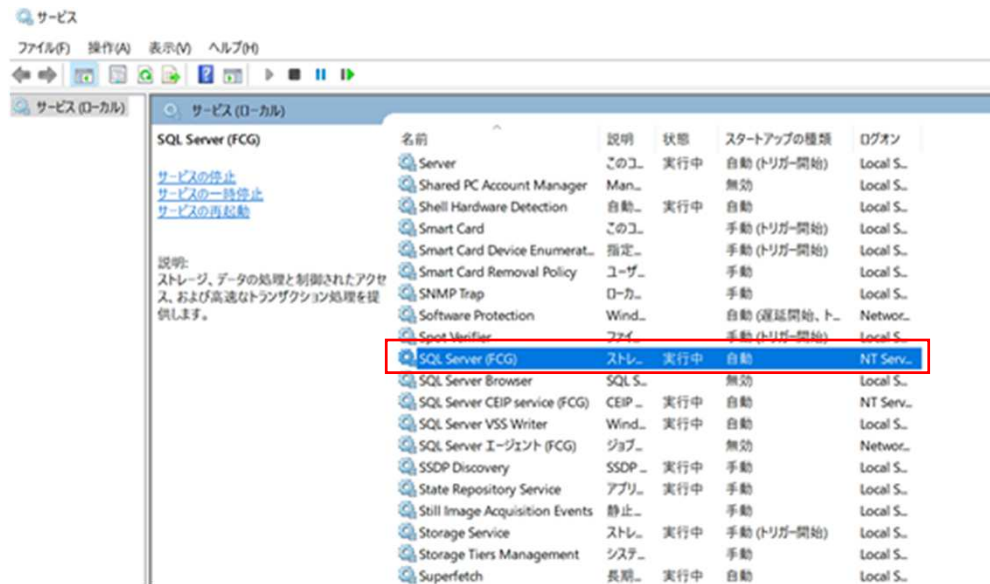 サービス
ファイル(F) 操作(A) 表示(V) ヘルプ(H)
サービス (ローカル)
サービス (ローカル)
SQL Server (FCG)
サービスの停止
サービスの一時停止
サービスの再起動
説明:
ストレージ、データの処理と制御されたアクセ
ス、および高速なトランザクション処理を提
供します。
名前 説明 状態 スタートアップの種類 ログオン
Server このコ... 実行中 自動 (トリガー開始) Local S...
Shared PC Account Manager Man... 無効 Local S...
Shell Hardware Detection 自動... 実行中 自動 Local S...
Smart Card このコ... 手動 (トリガー開始) Local S...
Smart Card Device Enumerat... 指定... 手動 (トリガー開始) Local S...
Smart Card Removal Policy ユーザ... 手動 Local S...
SNMP Trap ローカ... 手動 Local S...
Software Protection Wind... 自動 (遅延開始、ト... Networ...
Spot Verifier ファイ... 手動 (トリガー開始) Local S...
SQL Server (FCG) ストレ... 実行中 自動 NT Serv...
SQL Server Browser SQL S... 無効 Local S...
SQL Server CEIP service (FCG) CEIP ... 実行中 自動 NT Serv...
SQL Server VSS Writer Wind... 実行中 自動 Local S...
SQL Server エージェント (FCG) ジョブ... 無効 Networ...
SSDP Discovery SSDP ... 実行中 手動 Local S...
State Repository Service アプリ... 実行中 手動 Local S...
Still Image Acquisition Events 静止... 手動 Local S...
Storage Service ストレ... 実行中 手動 (トリガー開始) Local S...
Storage Tiers Management システ... 手動 Local S...
Superfetch 長期... 実行中 自動 Local S...